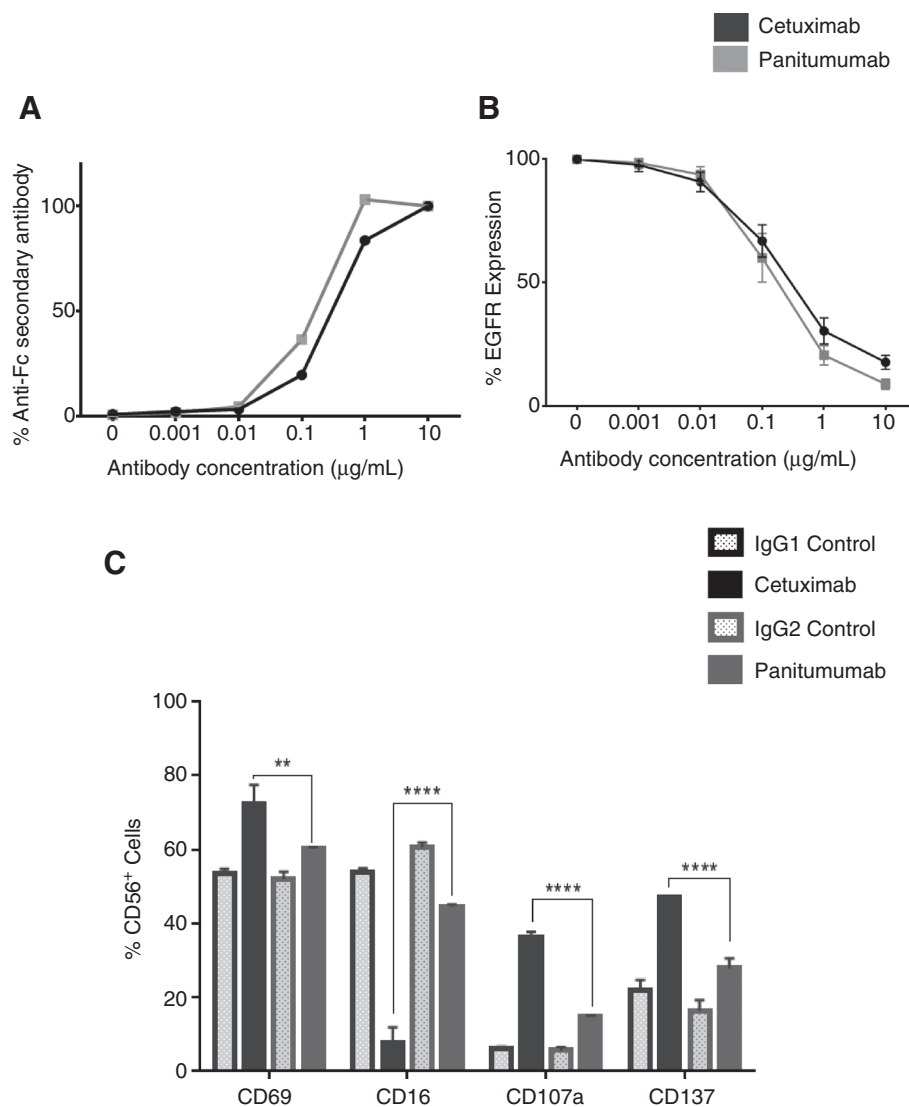 Cetuximab
Panitumumab
A
% Anti-Fc secondary antibody
100
50
0
0 0.001 0.01 0.1 1 10
Antibody concentration (μg/mL)
B
% EGFR Expression
100
50
0
0 0.001 0.01 0.1 1 10
Antibody concentration (μg/mL)
C
IgG1 Control
Cetuximab
IgG2 Control
Panitumumab
% CD56⁺ Cells
100
80
60
40
20
0
**
****
****
****
CD69 CD16 CD107a CD137